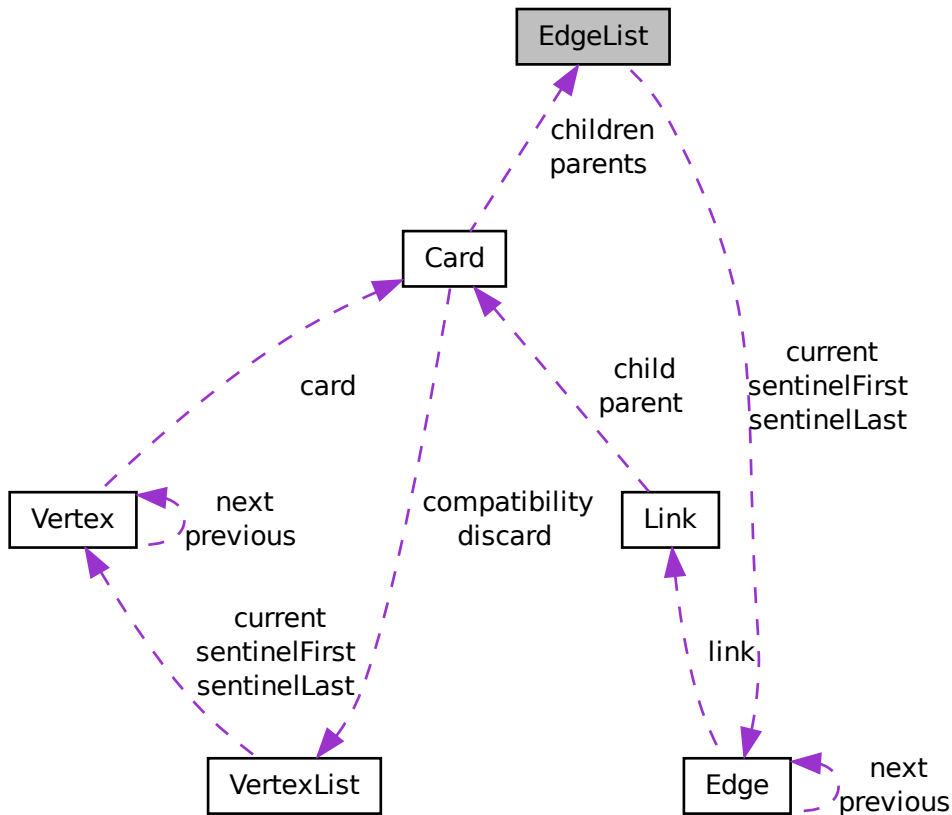 EdgeList
children
parents
Card
current
sentinelFirst
sentinelLast
child
parent
card
compatibility
discard
next
previous
Vertex
Link
current
sentinelFirst
sentinelLast
link
VertexList
Edge
next
previous